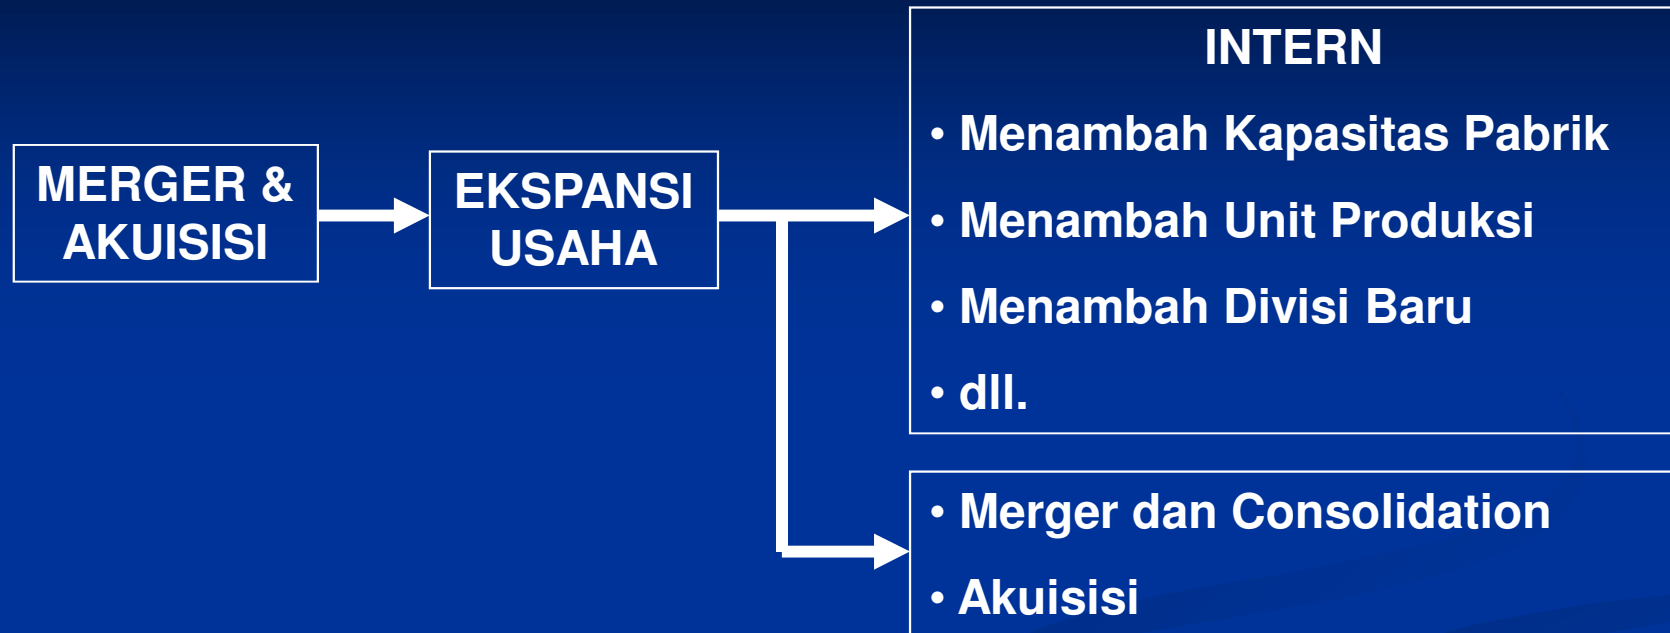 MERGER &
AKUISISI
EKSPANSI
USAHA
INTERN
• Menambah Kapasitas Pabrik
• Menambah Unit Produksi
• Menambah Divisi Baru
• dll.
• Merger dan Consolidation
• Akuisisi